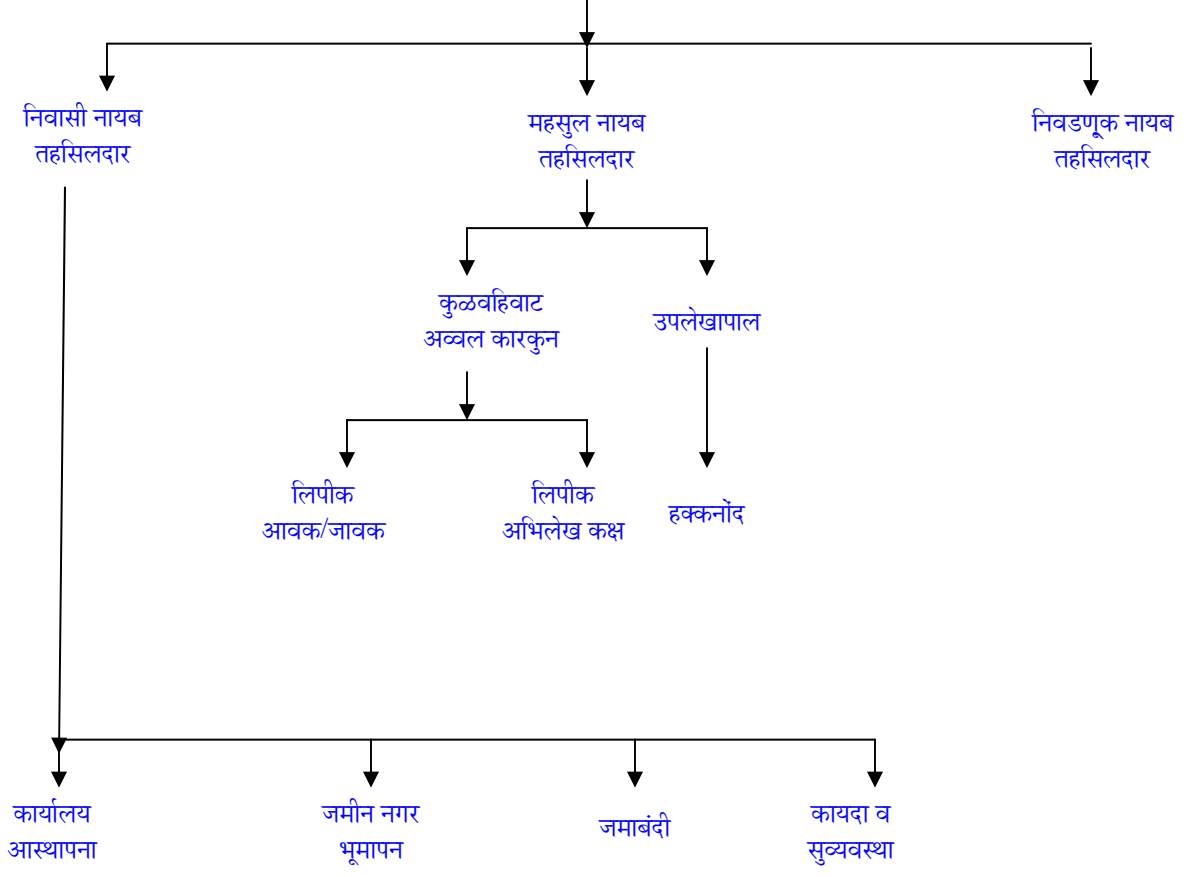 निवासी नायब
तहसिलदार
महसुल नायब
तहसिलदार
निवडणूक नायब
तहसिलदार
कुळवहिवाट
अव्वल कारकुन
उपलेखापाल
लिपीक
आवक/जावक
लिपीक
अभिलेख कक्ष
हक्कनोंद
कार्यालय
आस्थापना
जमीन नगर
भूमापन
जमाबंदी
कायदा व
सुव्यवस्था